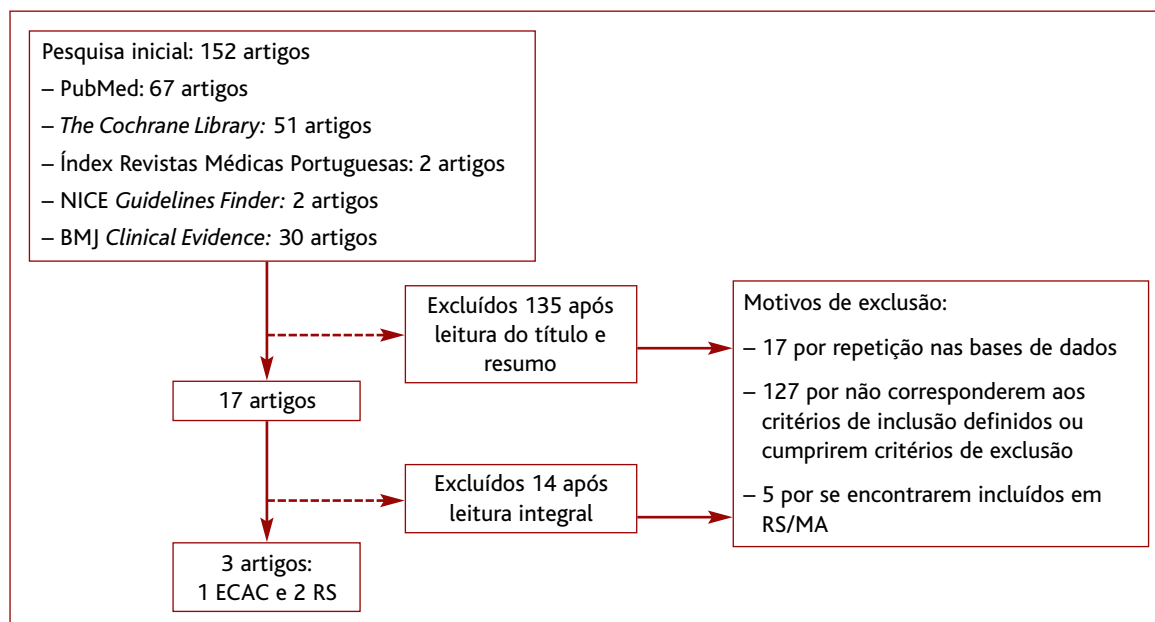 Pesquisa inicial: 152 artigos
– PubMed: 67 artigos
– The Cochrane Library: 51 artigos
– Índex Revistas Médicas Portuguesas: 2 artigos
– NICE Guidelines Finder: 2 artigos
– BMJ Clinical Evidence: 30 artigos
Excluídos 135 após
leitura do título e
resumo
17 artigos
Excluídos 14 após
leitura integral
3 artigos:
1 ECAC e 2 RS
Motivos de exclusão:
– 17 por repetição nas bases de dados
– 127 por não corresponderem aos
critérios de inclusão definidos ou
cumprirem critérios de exclusão
– 5 por se encontrarem incluídos em
RS/MA